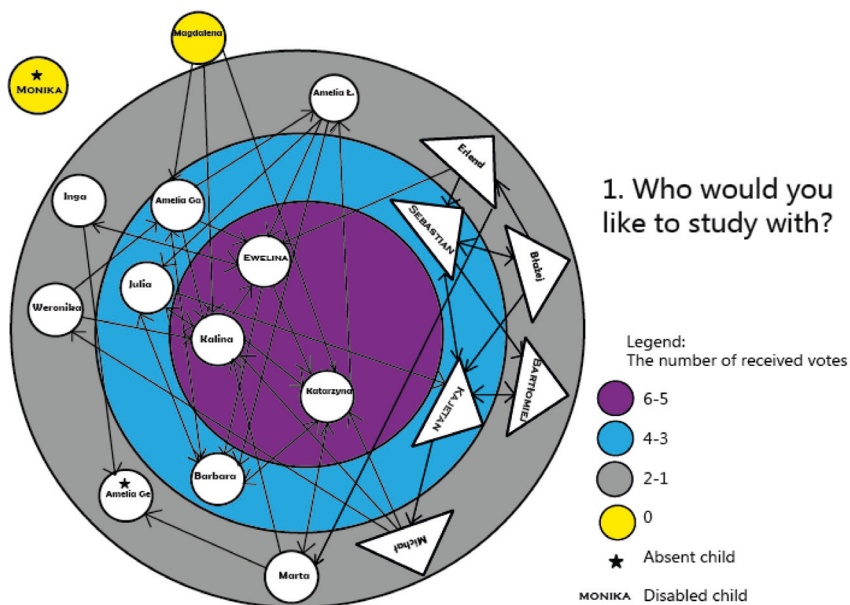 Magdalena
MONIKA
Amelia Ł.
Erlend
Inga
Amelia Ga
SEBASTIAN
EWELINA
Błażej
Julia
Weronika
Kalina
BARTŁOMIEJ
Katarzyna
KAJETAN
Barbara
Amelia Ge
Michał
Marta
1. Who would you
like to study with?
Legend:
The number of received votes
6-5
4-3
2-1
0
Absent child
MONIKA Disabled child